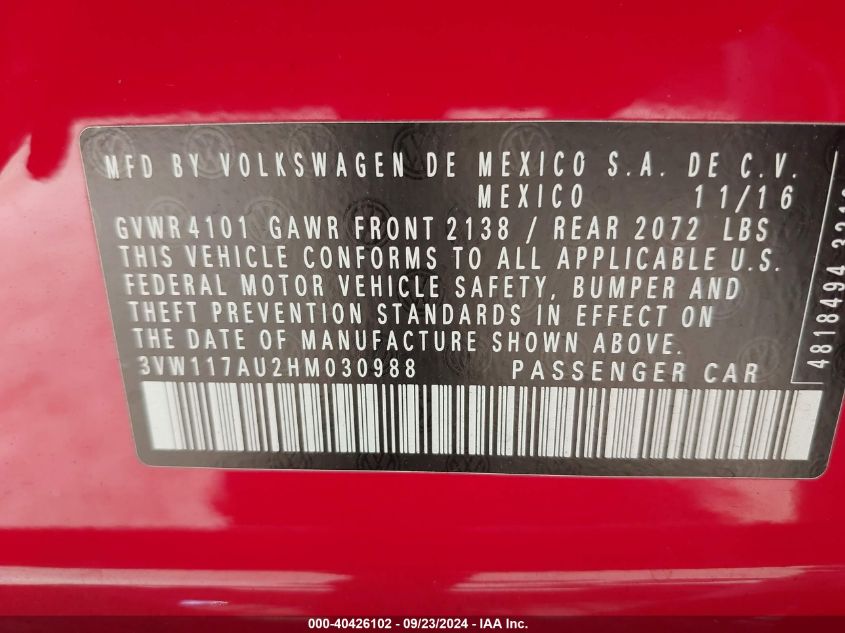 MFD BY VOLKSWAGEN DE MEXICO S.A. DE C.V.
MEXICO 11/16
GVWR 4101 GAWR FRONT 2138 / REAR 2072 LBS
THIS VEHICLE CONFORMS TO ALL APPLICABLE U.S.
FEDERAL MOTOR VEHICLE SAFETY, BUMPER AND
THEFT PREVENTION STANDARDS IN EFFECT ON
THE DATE OF MANUFACTURE SHOWN ABOVE.
3VW117AU2HM030988 PASSENGER CAR
4818494
000-40426102 - 09/23/2024 - IAA Inc.